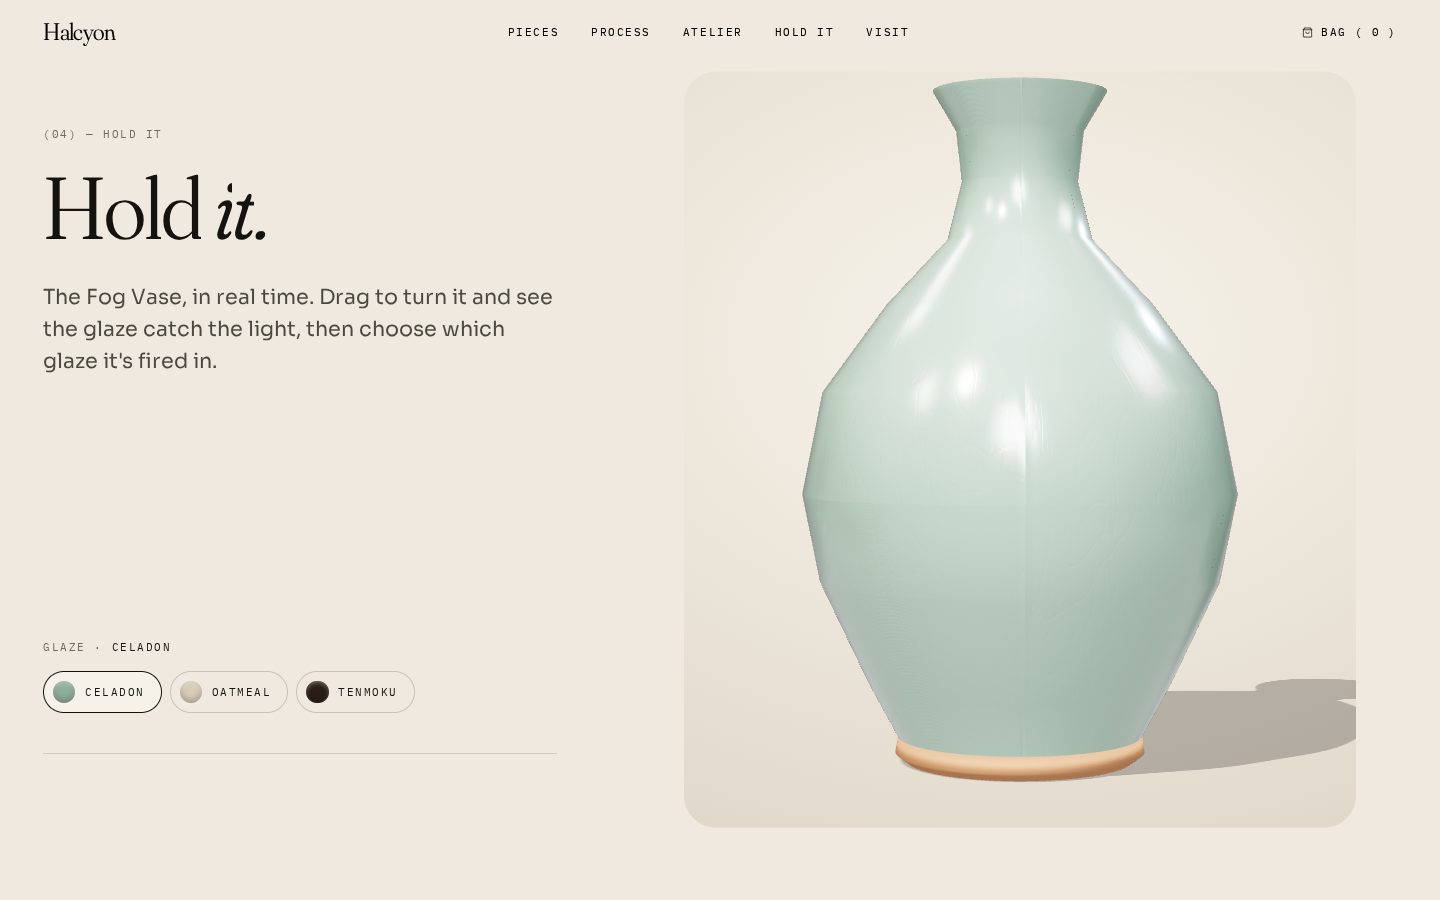 Halcyon
PIECES
PROCESS
ATELIER
HOLD IT
VISIT
BAG ( 0 )
(04) — HOLD IT
Hold it.
The Fog Vase, in real time. Drag to turn it and see
the glaze catch the light, then choose which
glaze it's fired in.
GLAZE · CELADON
CELADON
OATMEAL
TENMOKU